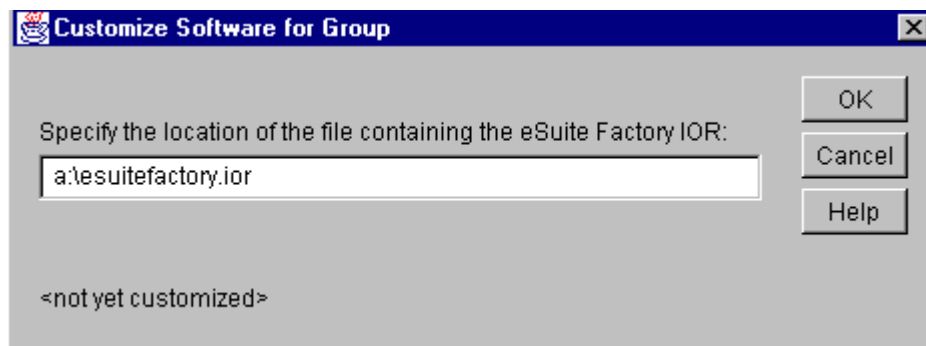 Customize Software for Group
OK
Specify the location of the file containing the eSuite Factory IOR:
Cancel
a:\esuitefactory.ior
Help
<not yet customized>